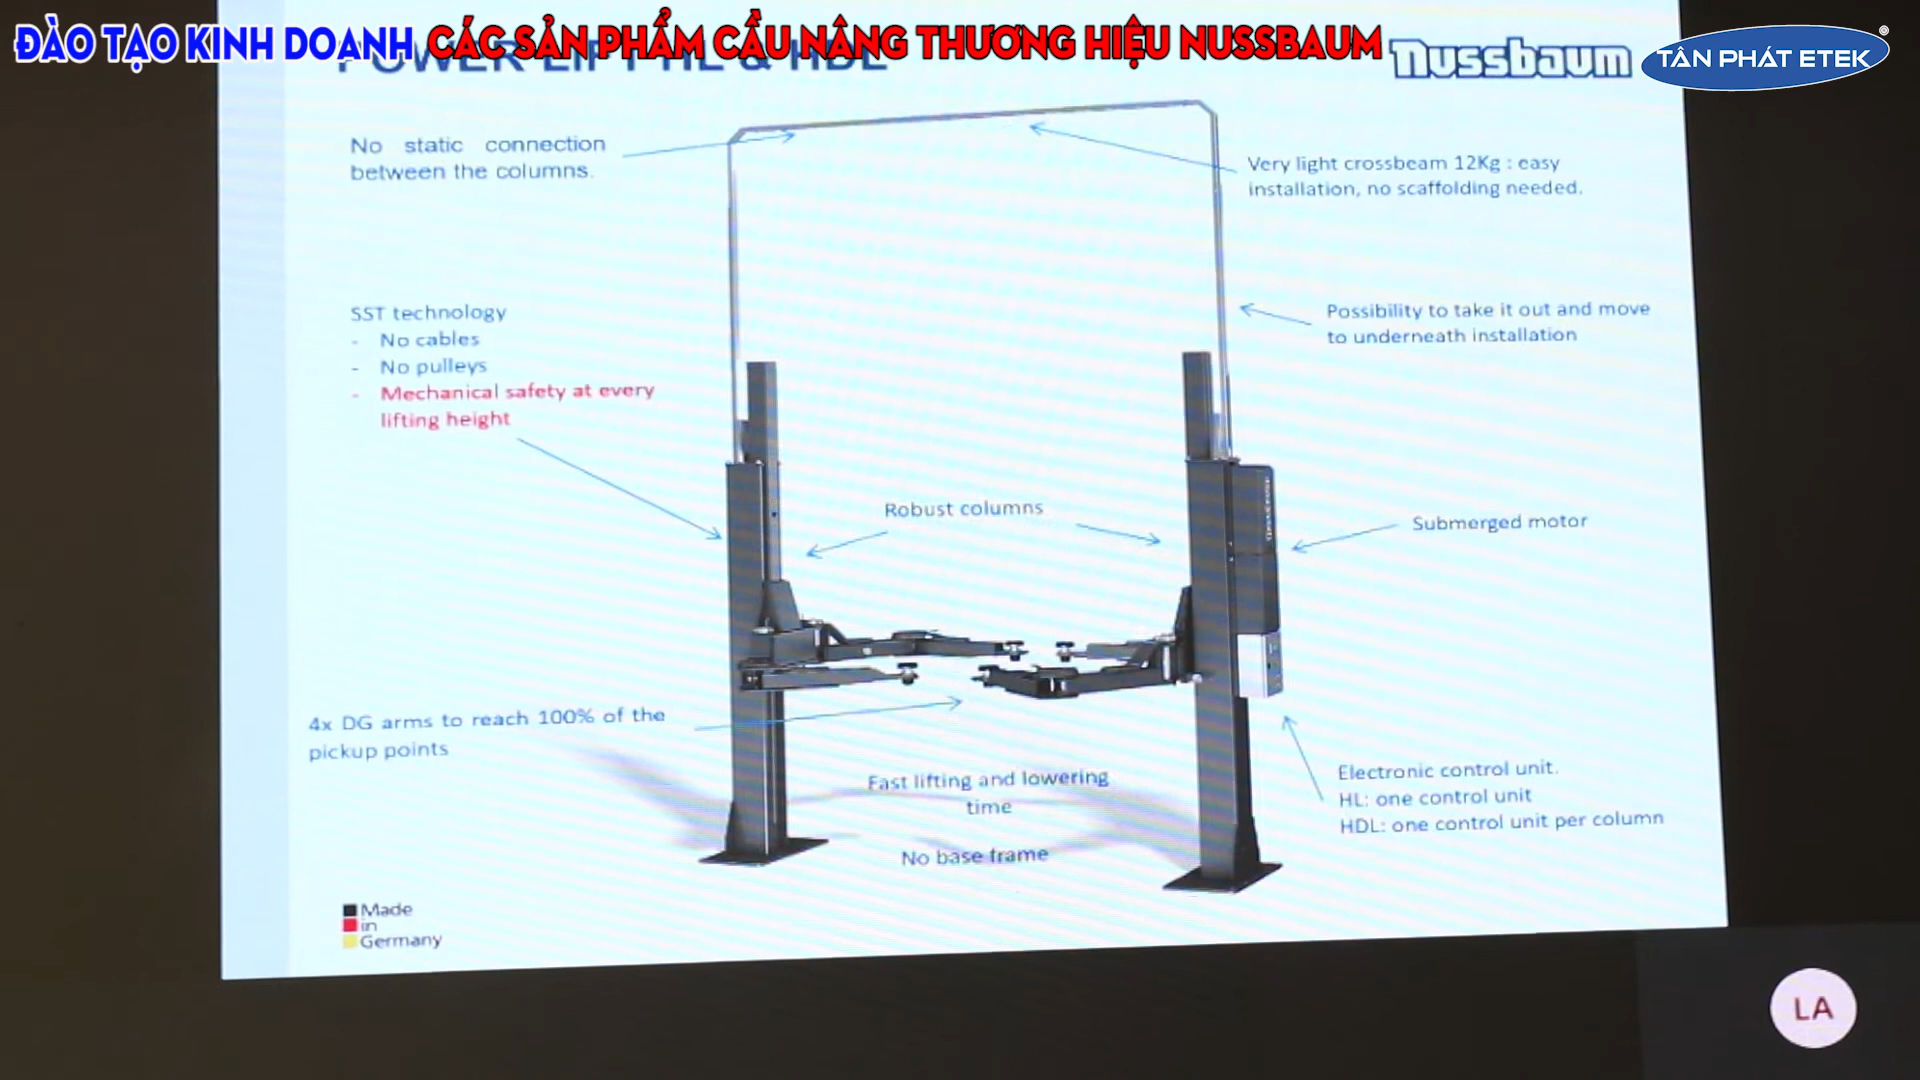 ĐÀO TẠO KINH DOANH CÁC SẢN PHẨM CẦU NÂNG THƯƠNG HIỆU NUSSBAUM
POWER LIFT HL & HDL
Nussbaum
TÂN PHÁT ETEK
®
No static connection
between the columns.
Very light crossbeam 12Kg : easy
installation, no scaffolding needed.
SST technology
- No cables
- No pulleys
- Mechanical safety at every
lifting height
Possibility to take it out and move
to underneath installation
Robust columns
Submerged motor
4x DG arms to reach 100% of the
pickup points
Fast lifting and lowering
time
No base frame
Electronic control unit.
HL: one control unit
HDL: one control unit per column
Made
in
Germany
LA